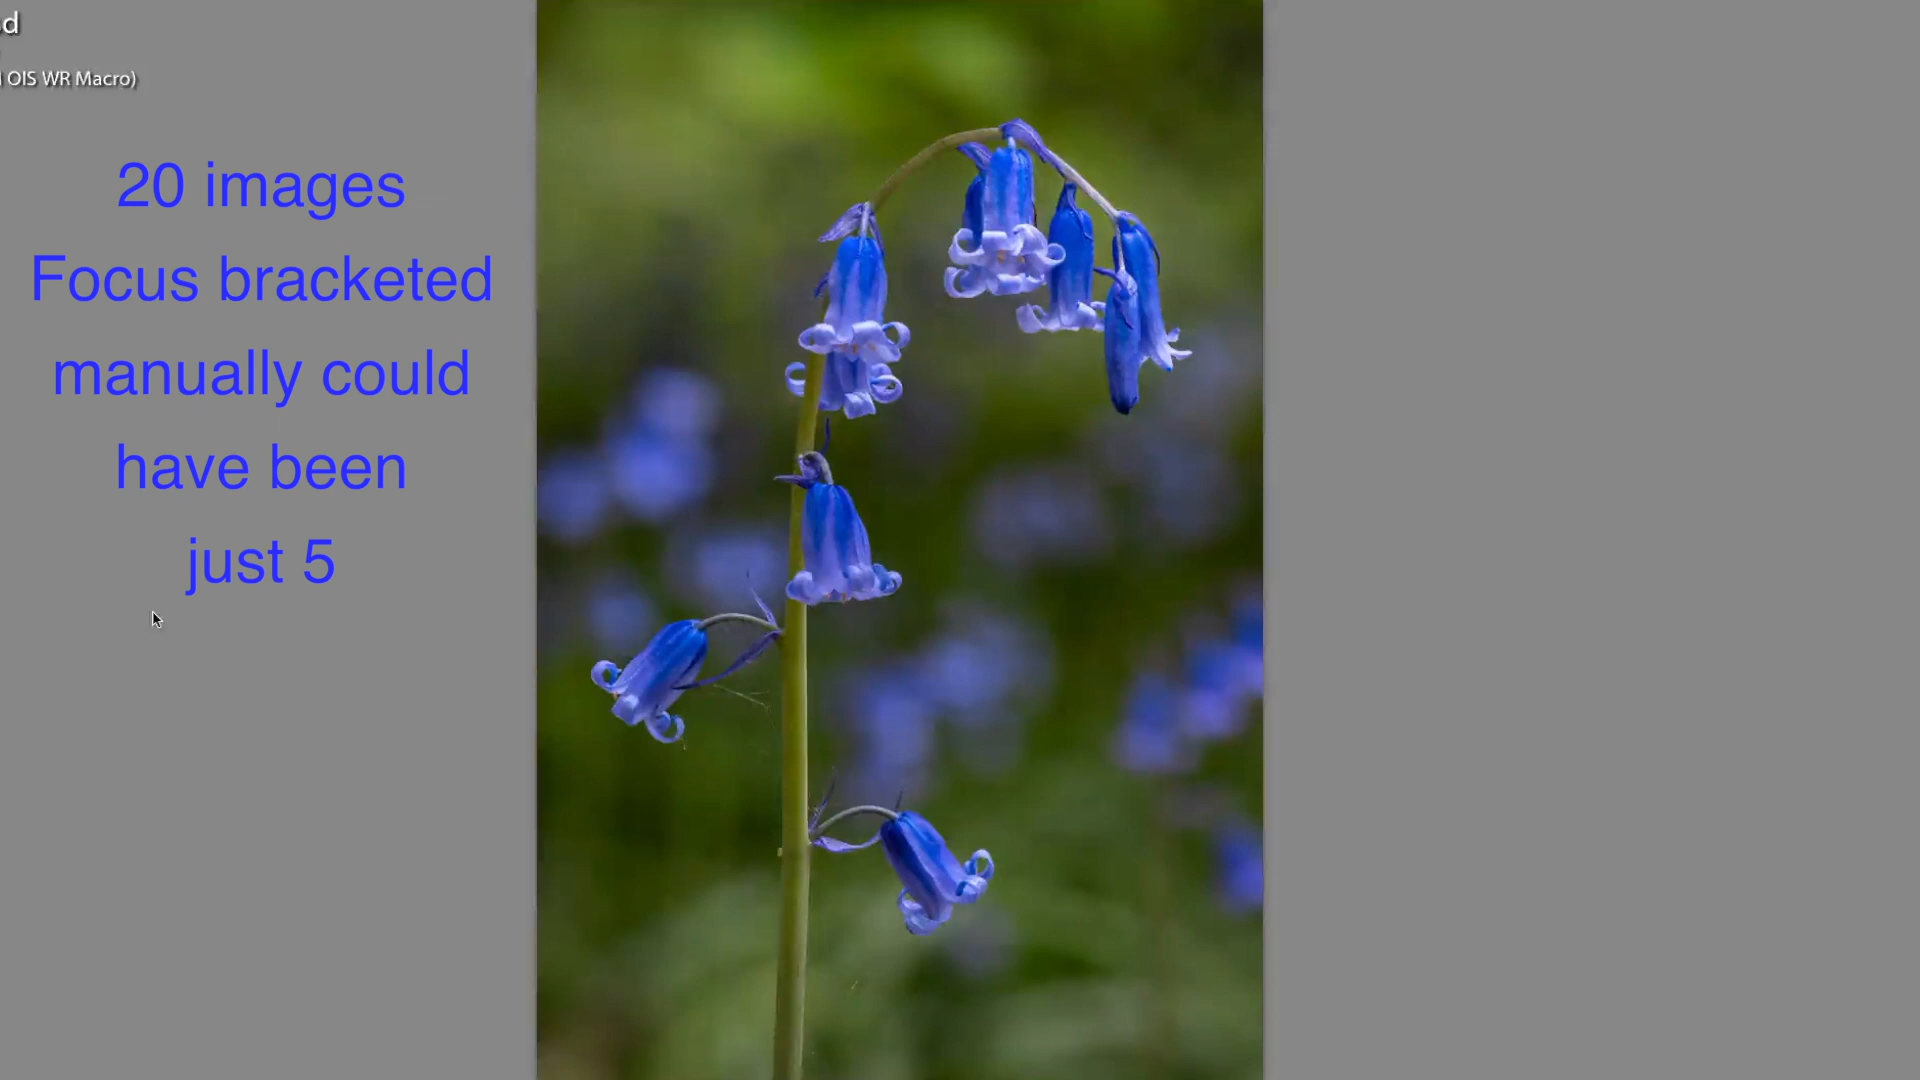 OIS WR Macro)
20 images
Focus bracketed
manually could
have been
just 5